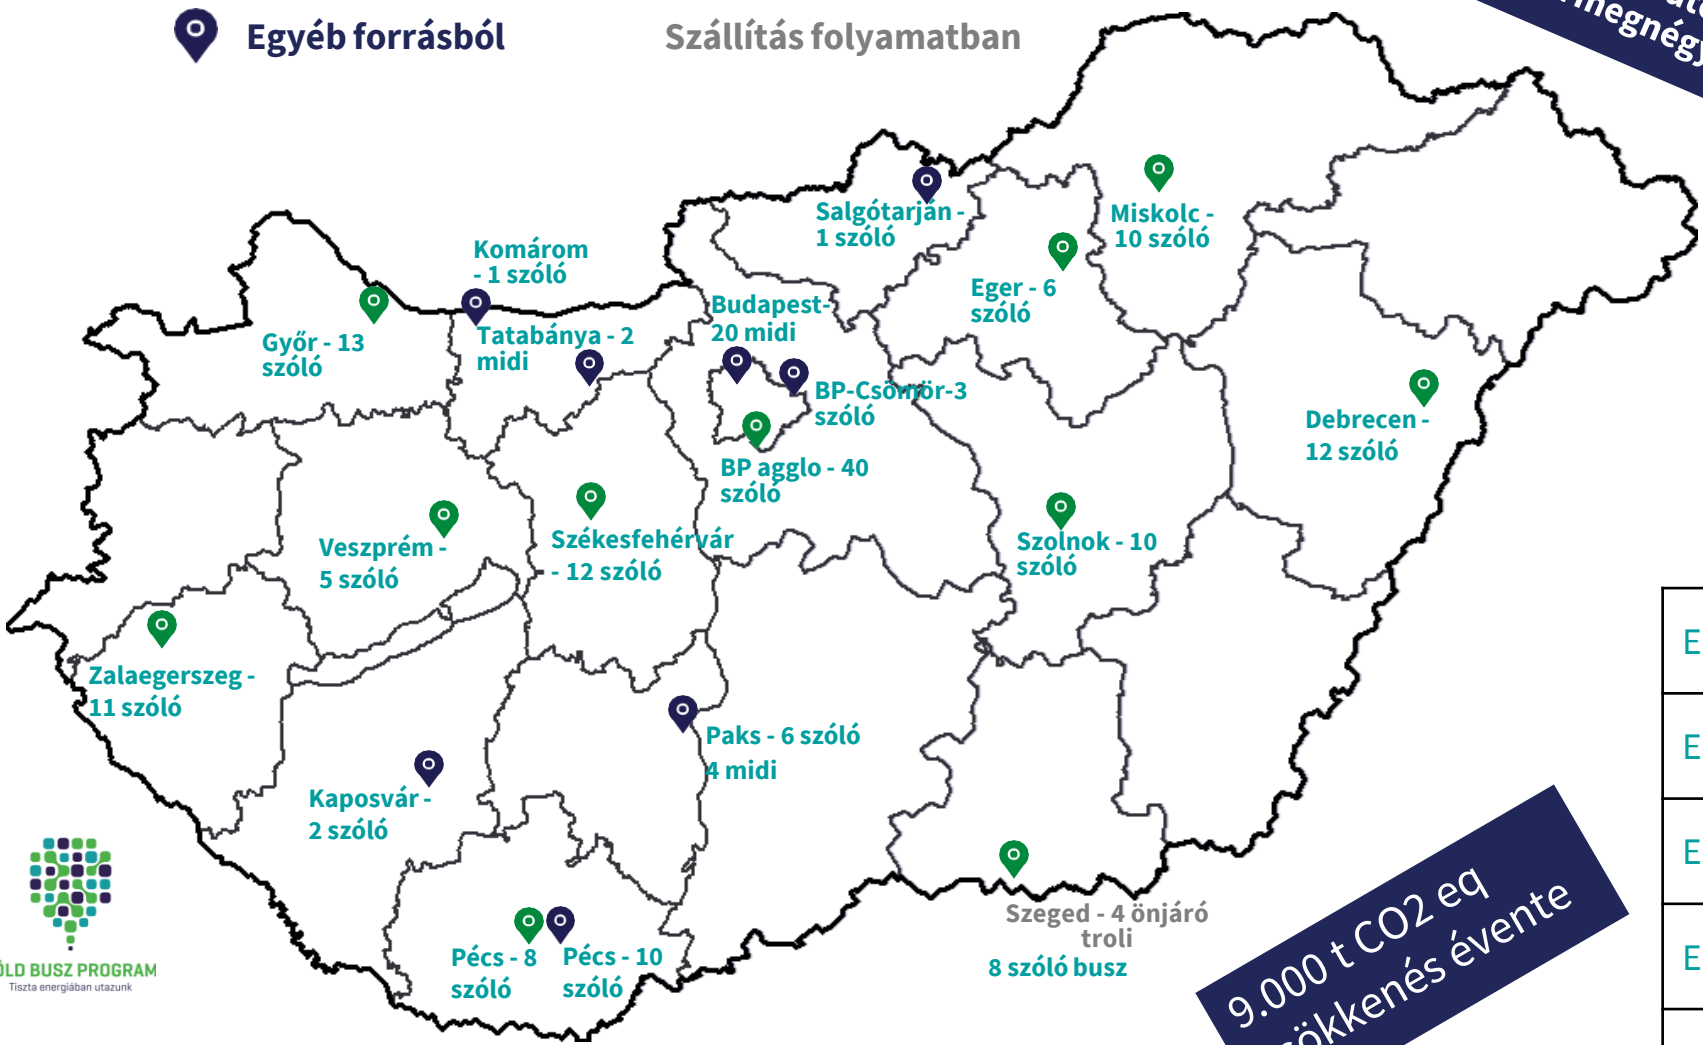 Egyéb forrásból
Szállítás folyamatban
Salgótarján -
1 szóló
Miskolc -
10 szóló
Komárom
- 1 szóló
Eger - 6
szóló
Budapest-
20 midi
Győr - 13
szóló
Tatabánya - 2
midi
BP-Csömör-3
szóló
Debrecen -
12 szóló
BP agglo - 40
szóló
Veszprém -
5 szóló
Székesfehérvár
- 12 szóló
Szolnok - 10
szóló
Zalaegerszeg -
11 szóló
Paks - 6 szóló
4 midi
Kaposvár -
2 szóló
Szeged - 4 önjáró
troli
8 szóló busz
Pécs - 8
szóló
Pécs - 10
szóló
BUSZ PROGRAM
Tiszta energiában utazunk
9.000 t CO2 eq
évente
E
E
E
E